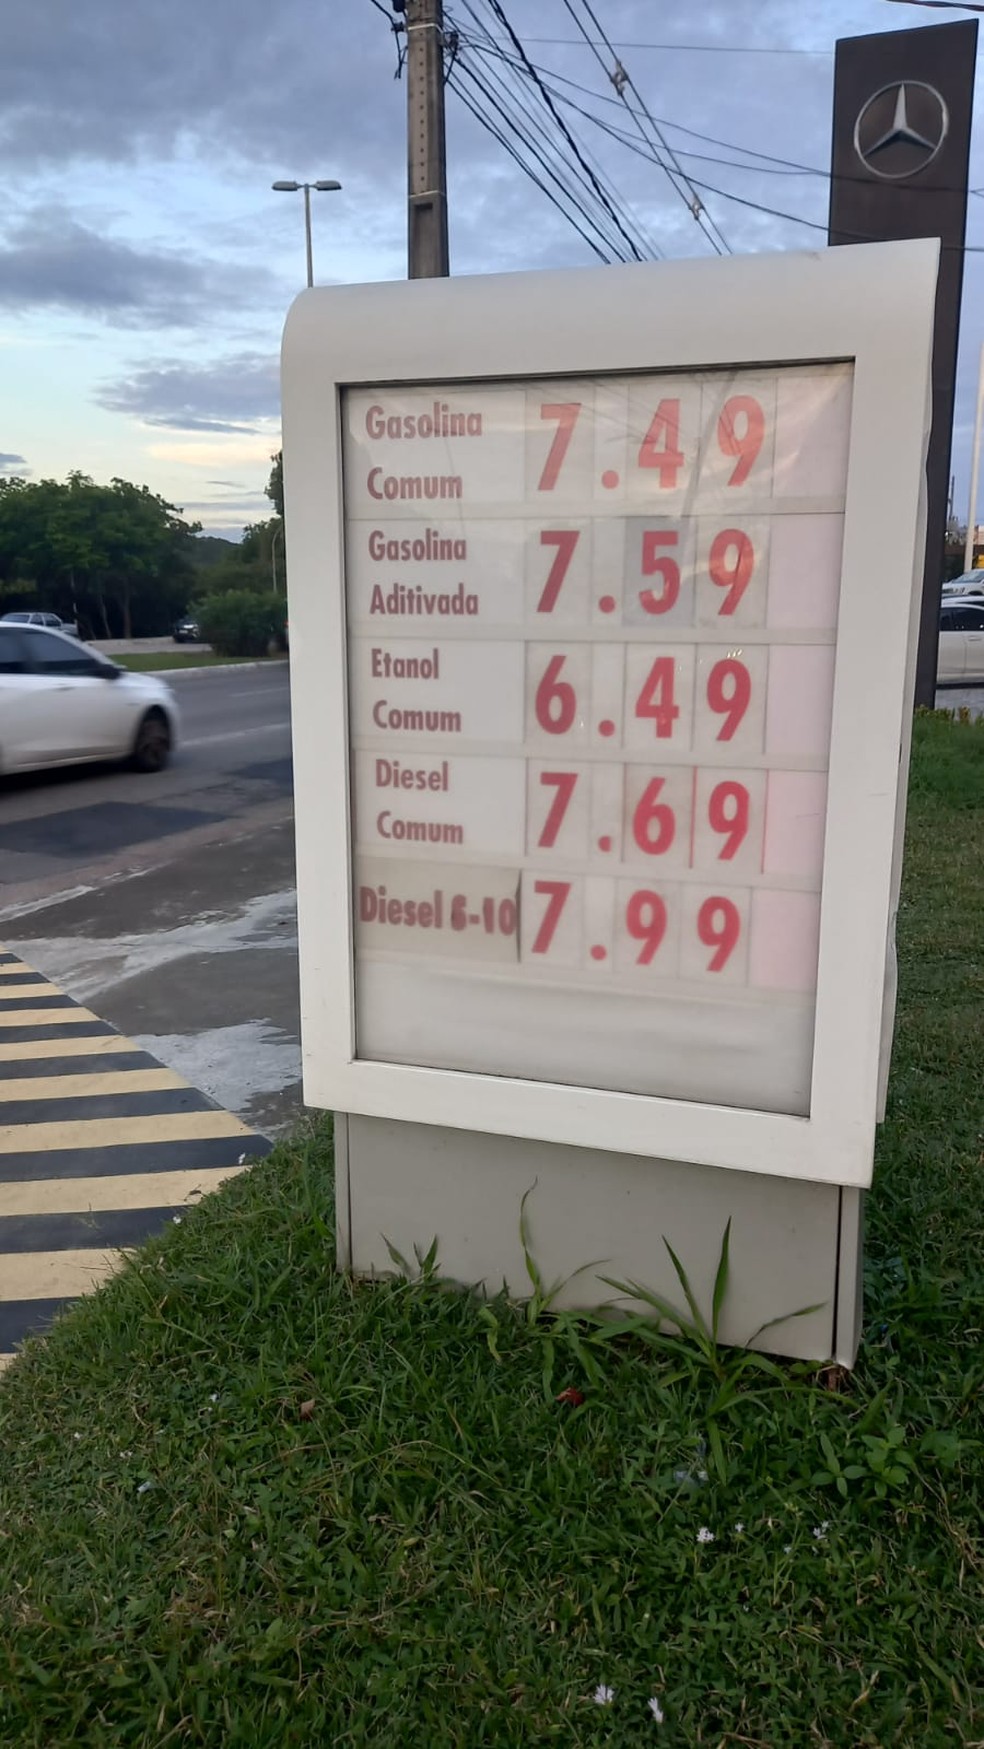 Gasolina
Comum 7.49
Gasolina
Aditivada 7.59
Etanol
Comum 6.49
Diesel
Comum 7.69
Diesel 6-10 7.99